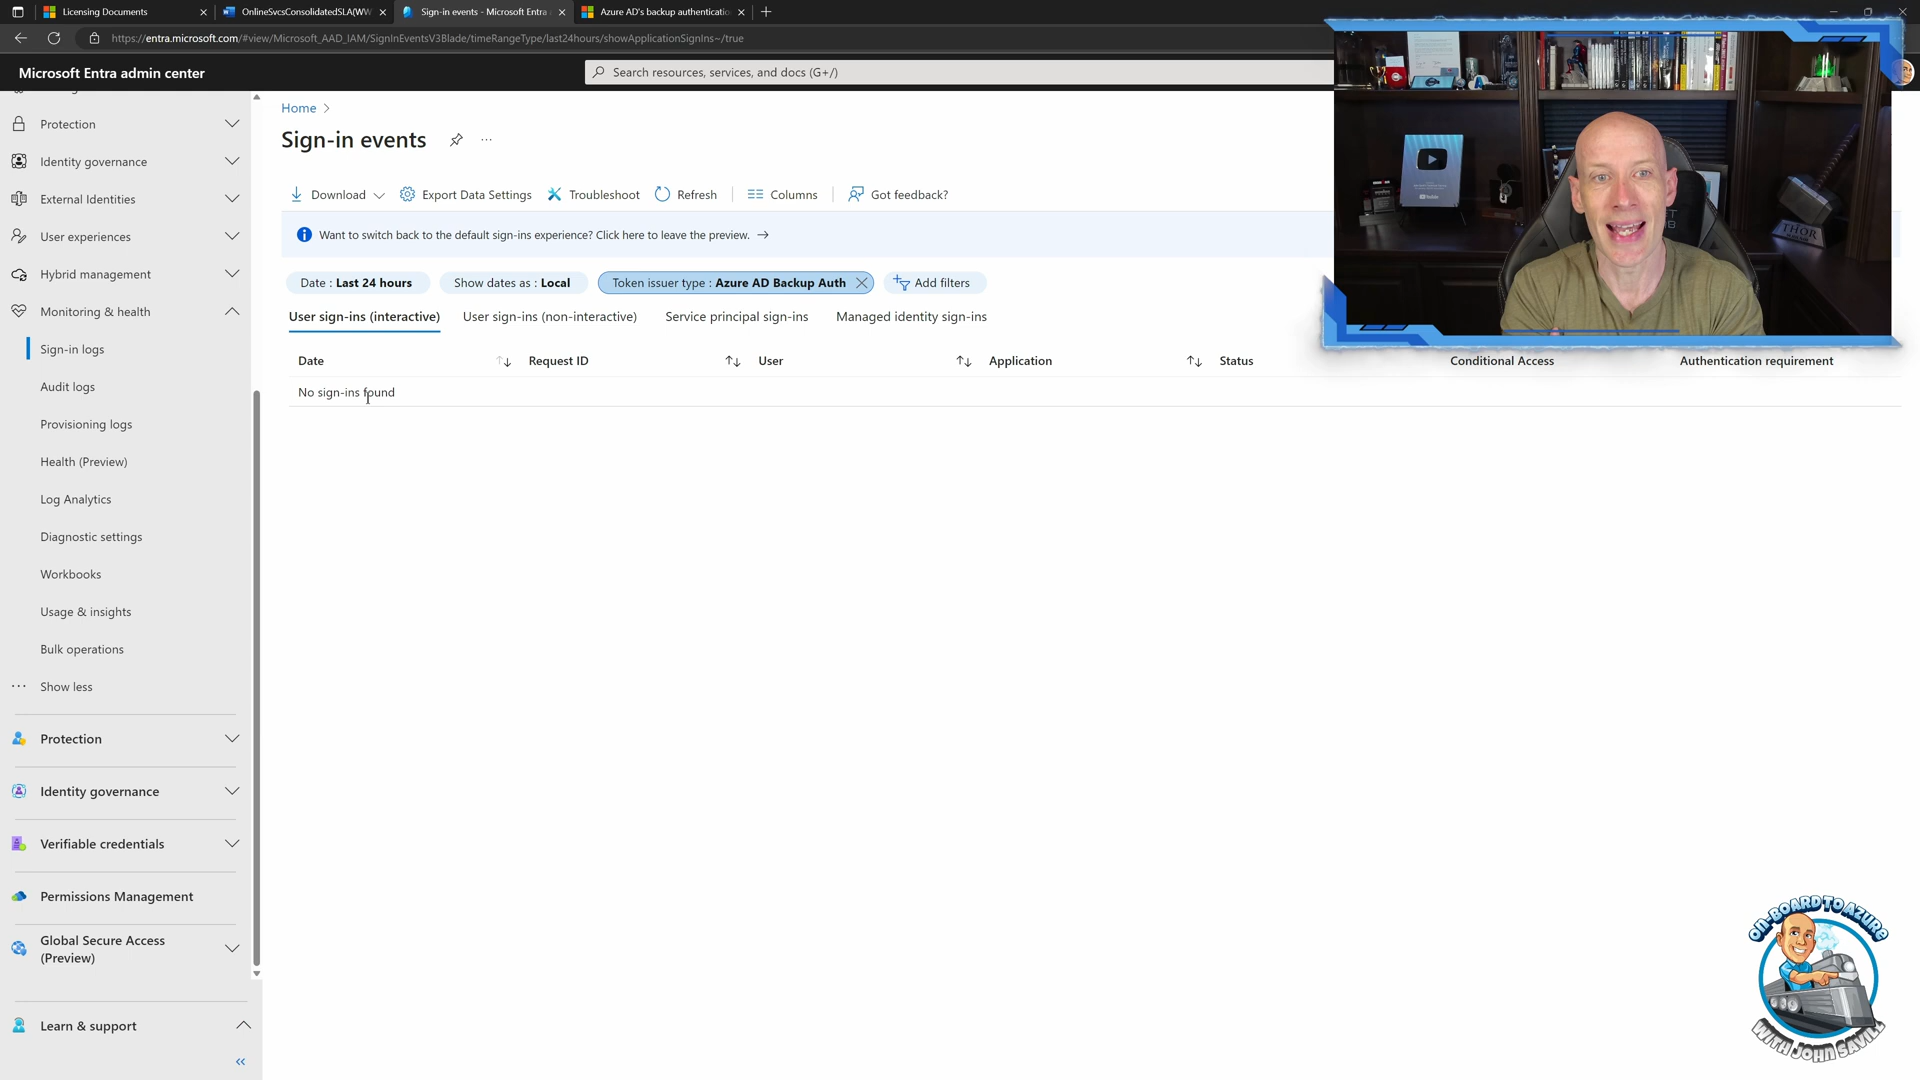 Licensing Documents
OnlineSvcsConsolidatedSLA(WW
Sign-in events - Microsoft Entra
Azure AD's backup authenticatio
https://entra.microsoft.com/#view/Microsoft_AAD_IAM/SignInEventsV3Blade/timeRangeType/last24hours/showApplicationSignIns~/true
Microsoft Entra admin center
Search resources, services, and docs (G+/)
Protection
Identity governance
External Identities
User experiences
Hybrid management
Monitoring & health
Sign-in logs
Audit logs
Provisioning logs
Health (Preview)
Log Analytics
Diagnostic settings
Workbooks
Usage & insights
Bulk operations
Show less
Protection
Identity governance
Verifiable credentials
Permissions Management
Global Secure Access
(Preview)
Learn & support
Home
Sign-in events
Download
Export Data Settings
Troubleshoot
Refresh
Columns
Got feedback?
Want to switch back to the default sign-ins experience? Click here to leave the preview.
Date : Last 24 hours
Show dates as : Local
Token issuer type : Azure AD Backup Auth
Add filters
User sign-ins (interactive)
User sign-ins (non-interactive)
Service principal sign-ins
Managed identity sign-ins
Date
Request ID
User
Application
Status
Conditional Access
Authentication requirement
No sign-ins found
THOR
ON-BOARD TO AZURE
WITH JOHN SAVILL